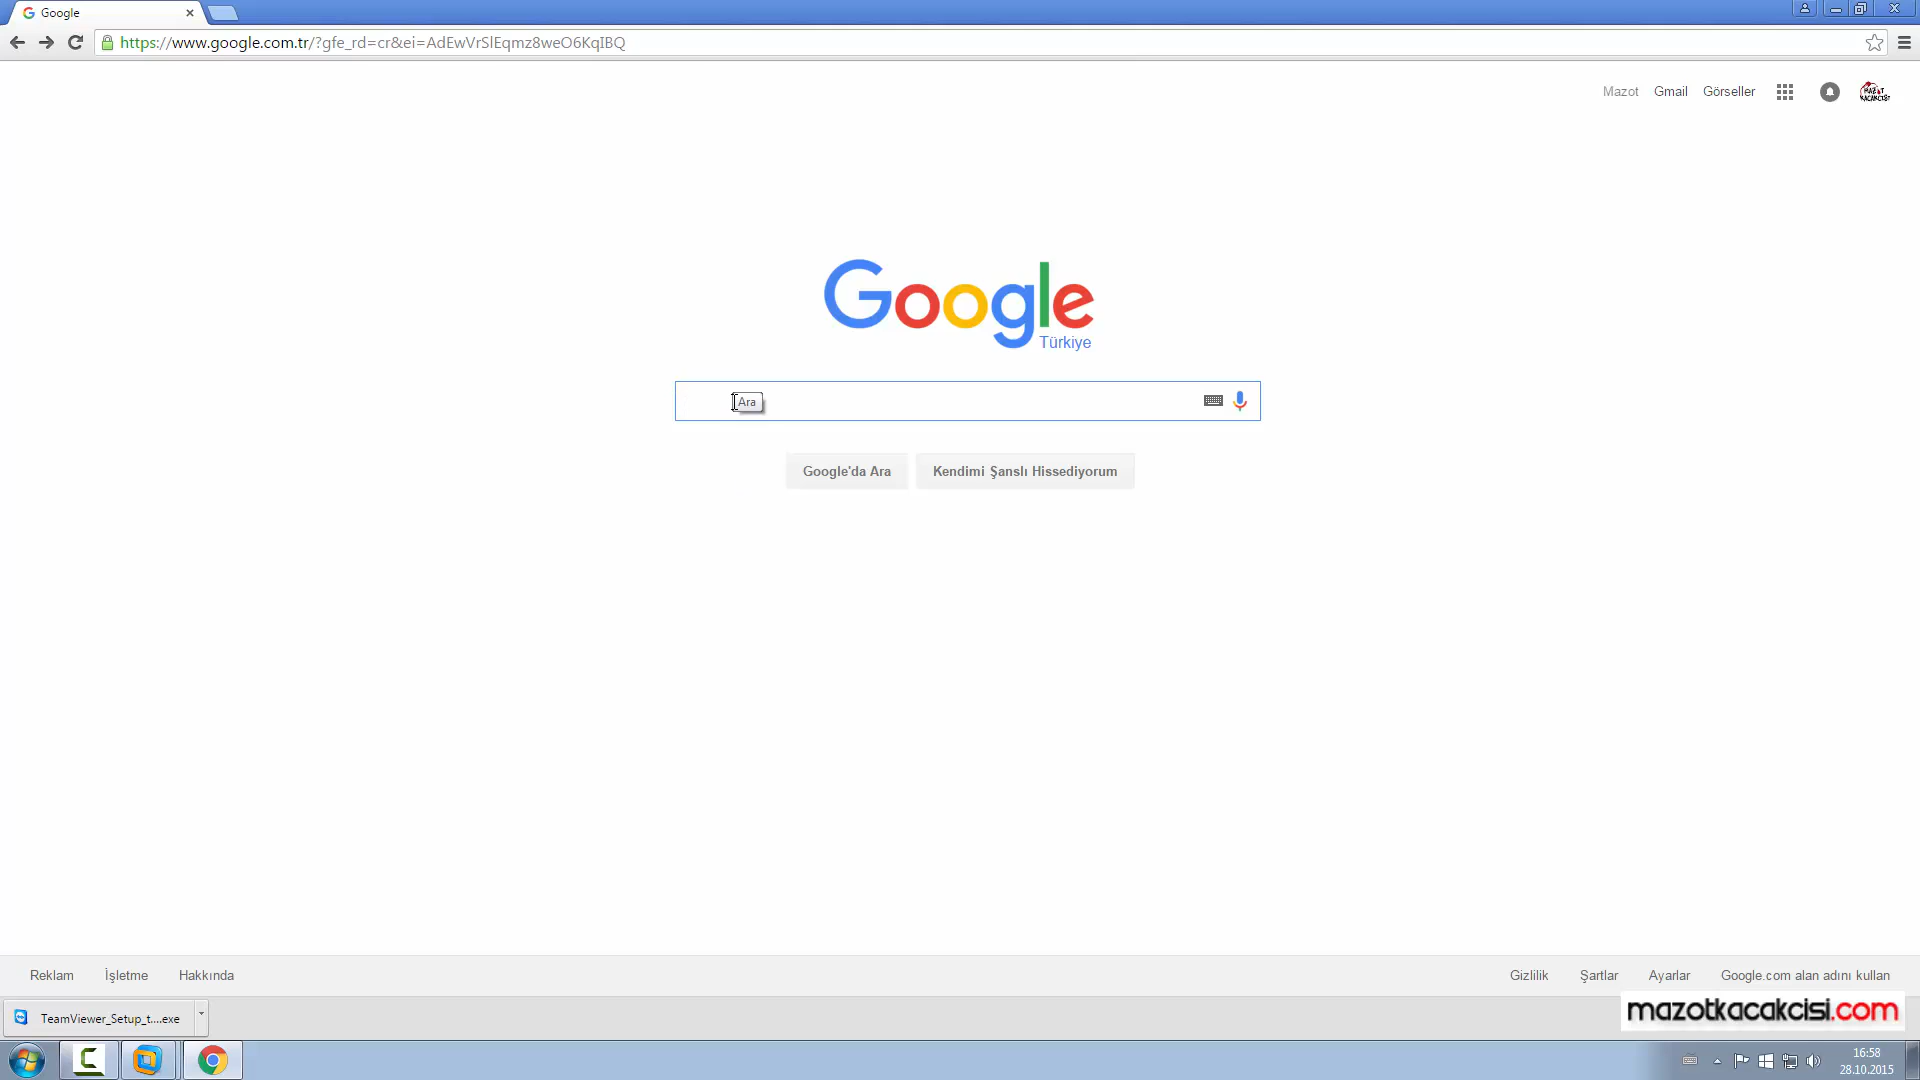 Google
https://www.google.com.tr/?gfe_rd=cr&ei=AdEwVrSlEqmz8weO6KqIBQ
Mazot Gmail Görseller
MAZOT
KACAKCISI
Google
Türkiye
Ara
Google'da Ara Kendimi Şanslı Hissediyorum
Reklam İşletme Hakkında Gizlilik Şartlar Ayarlar Google.com alan adını kullan
TeamViewer_Setup_t....exe
mazotkacakcisi.com
16:58
28.10.2015